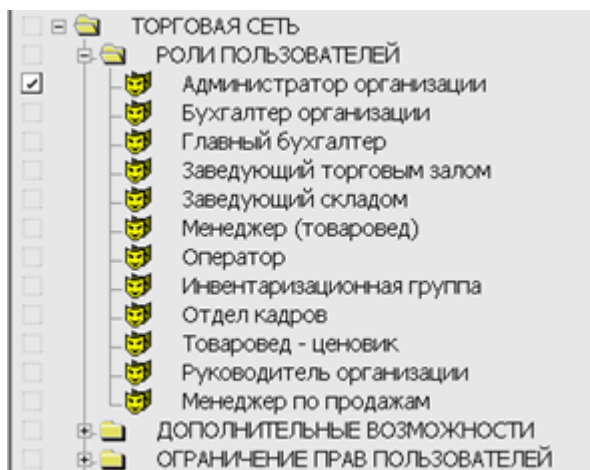 ТОРГОВАЯ СЕТЬ
РОЛИ ПОЛЬЗОВАТЕЛЕЙ
Администратор организации
Бухгалтер организации
Главный бухгалтер
Заведующий торговым залом
Заведующий складом
Менеджер (товаровед)
Оператор
Инвентаризационная группа
Отдел кадров
Товаровед - ценовик
Руководитель организации
Менеджер по продажам
ДОПОЛНИТЕЛЬНЫЕ ВОЗМОЖНОСТИ
ОГРАНИЧЕНИЕ ПРАВ ПОЛЬЗОВАТЕЛЕЙ